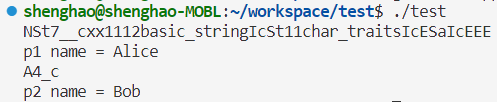 shenghao@shenghao-MOBL:~/workspace/test$ ./test
NSt7__cxx1112basic_stringIcSt11char_traitsIcESaIcEEE
p1 name = Alice
A4_c
p2 name = Bob